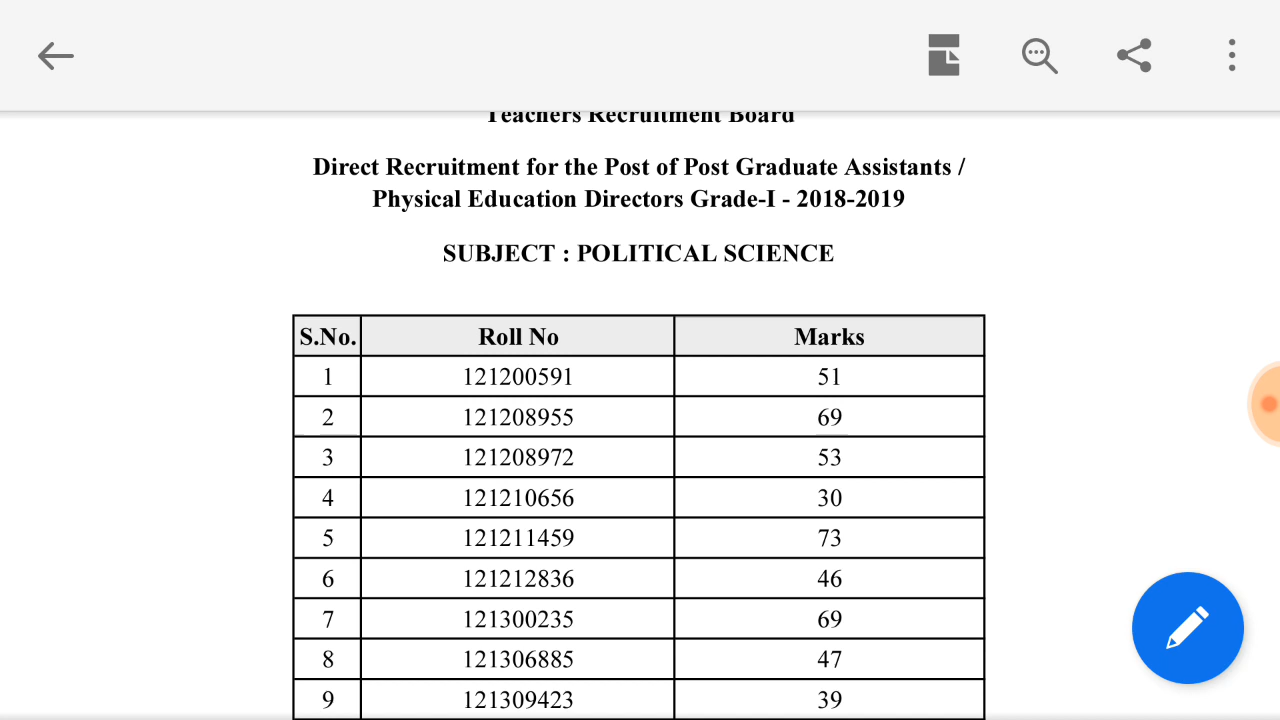 Teachers Recruitment Board
Direct Recruitment for the Post of Post Graduate Assistants /
Physical Education Directors Grade-I - 2018-2019
SUBJECT : POLITICAL SCIENCE
S.No. Roll No Marks
1 121200591 51
2 121208955 69
3 121208972 53
4 121210656 30
5 121211459 73
6 121212836 46
7 121300235 69
8 121306885 47
9 121309423 39